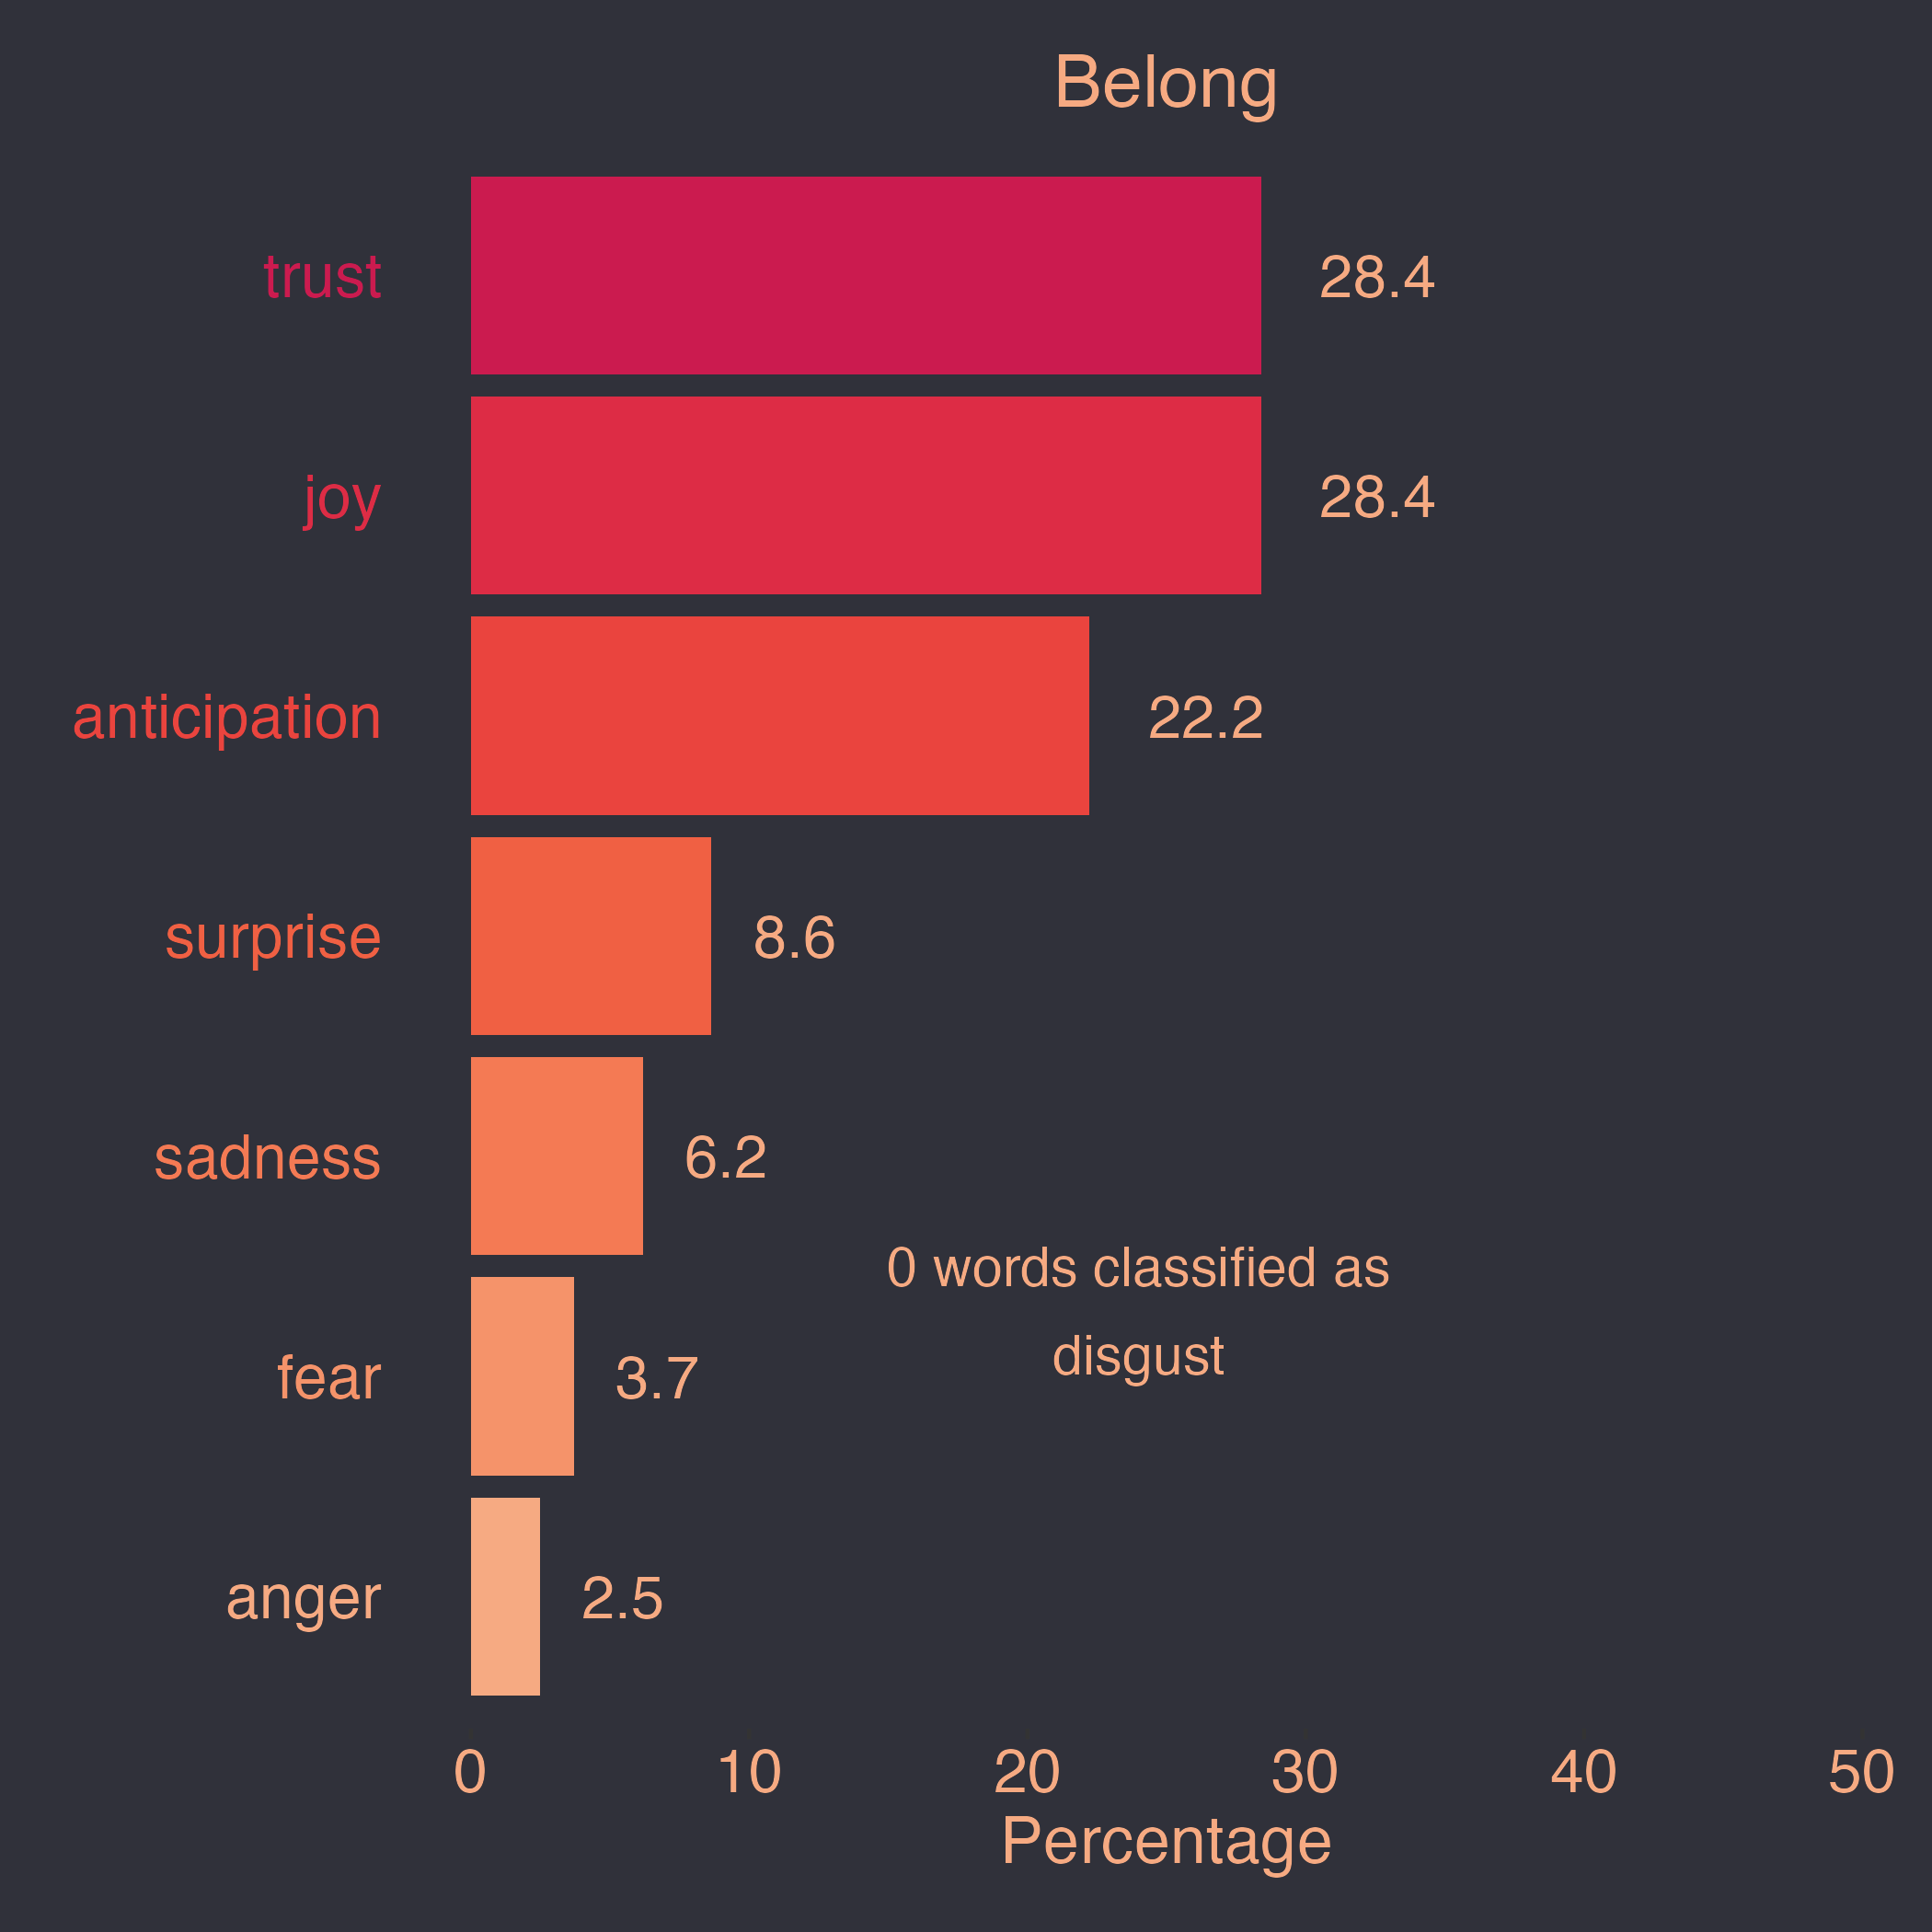 Belong
trust 28.4
joy 28.4
anticipation 22.2
surprise 8.6
sadness 6.2
0 words classified as
disgust
fear 3.7
anger 2.5
0 10 20 30 40 50
Percentage